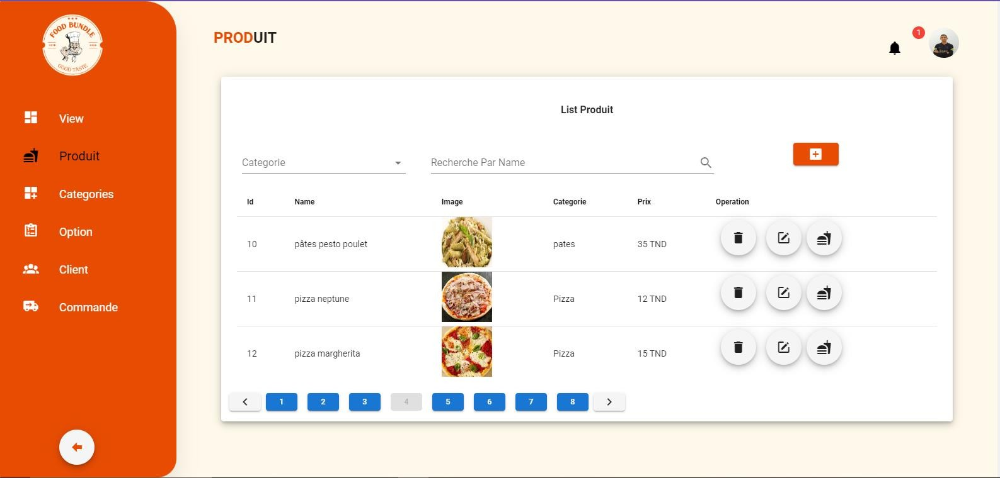 FOOD BUNDLE
GOOD TASTE
View
Produit
Categories
Option
Client
Commande
PRODUIT
1
List Produit
Categorie
Recherche Par Name
Id Name Image Categorie Prix Operation
10 pâtes pesto poulet pates 35 TND
11 pizza neptune Pizza 12 TND
12 pizza margherita Pizza 15 TND
1 2 3 4 5 6 7 8